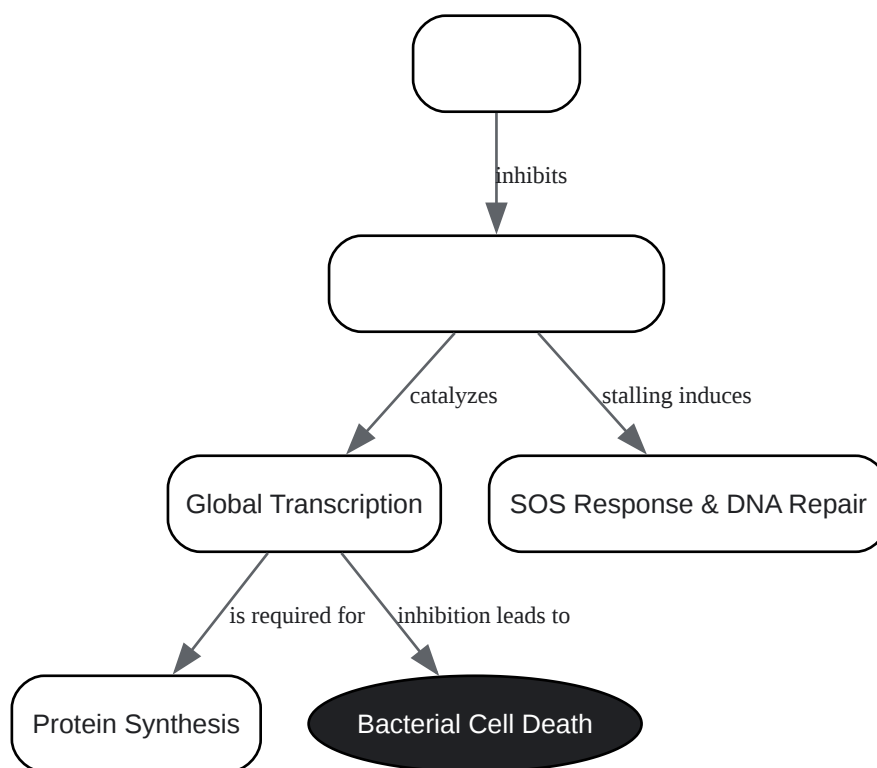 inhibits
catalyzes
stalling induces
Global Transcription
SOS Response & DNA Repair
is required for
inhibition leads to
Protein Synthesis
Bacterial Cell Death